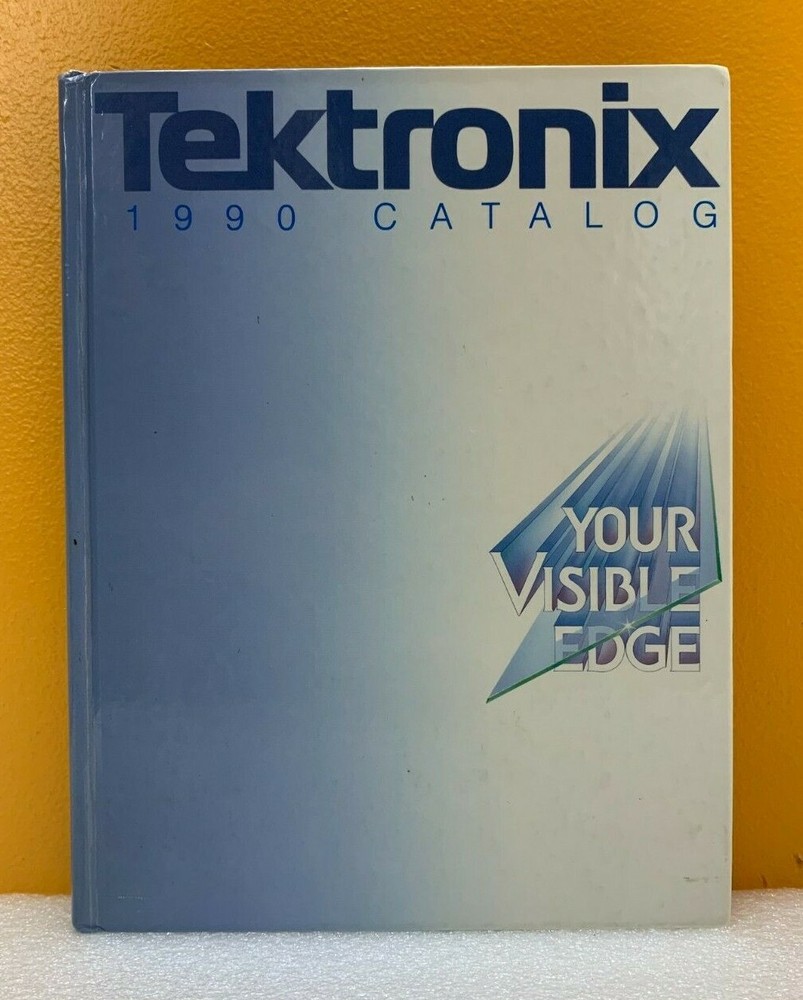 Tektronix
1990 CATALOG
YOUR
VISIBLE
EDGE